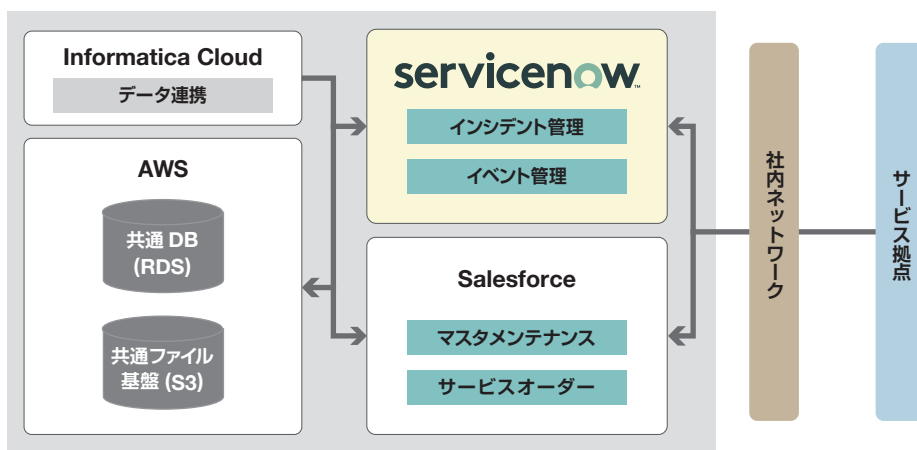 Informatica Cloud
データ連携
AWS
共通 DB
(RDS)
共通ファイル
基盤 (S3)
servicenow™
インシデント管理
イベント管理
Salesforce
マスタメンテナンス
サービスオーダー
社内ネットワーク
サービス拠点